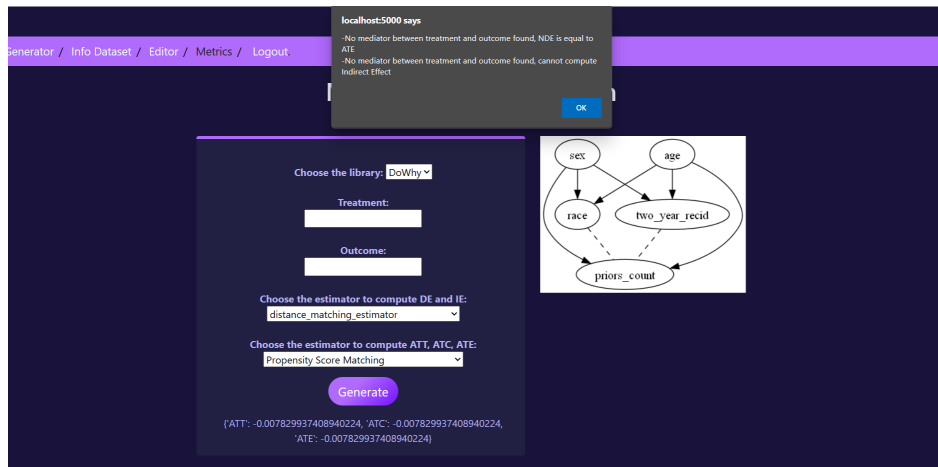 localhost:5000 says
-No mediator between treatment and outcome found, NDE is equal to
ATE
-No mediator between treatment and outcome found, cannot compute
Indirect Effect
OK
Generator / Info Dataset / Editor / Metrics / Logout
Choose the library: DoWhy
Treatment:
Outcome:
Choose the estimator to compute DE and IE:
distance_matching_estimator
Choose the estimator to compute ATT, ATC, ATE:
Propensity Score Matching
Generate
{'ATT': -0.007829937408940224, 'ATC': -0.007829937408940224,
'ATE': -0.007829937408940224}
sex
age
race
two_year_recid
priors_count